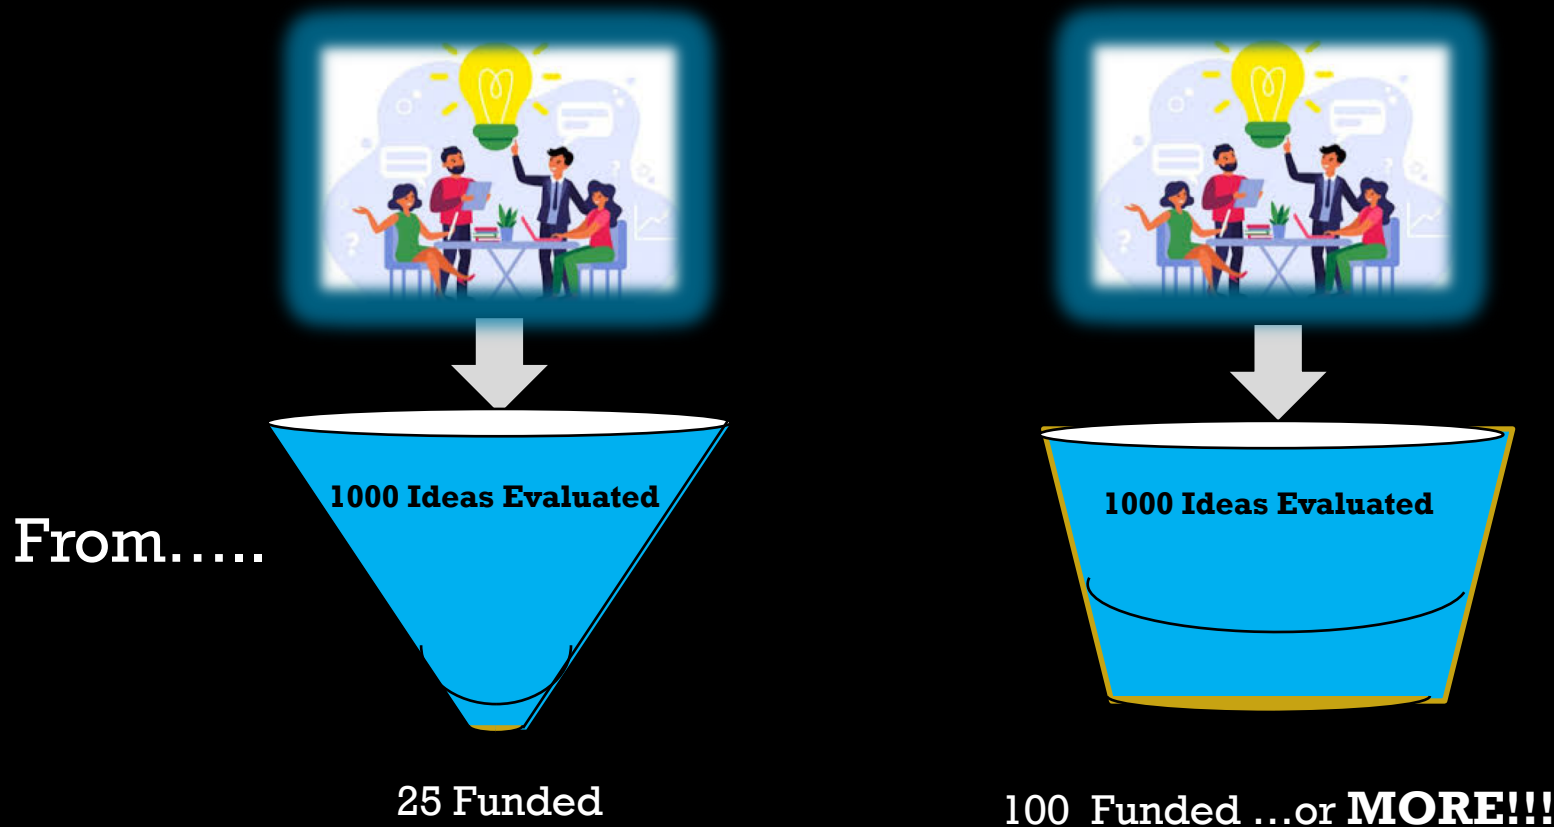 1000 Ideas Evaluated
1000 Ideas Evaluated
From…..
25 Funded
100 Funded …or MORE!!!